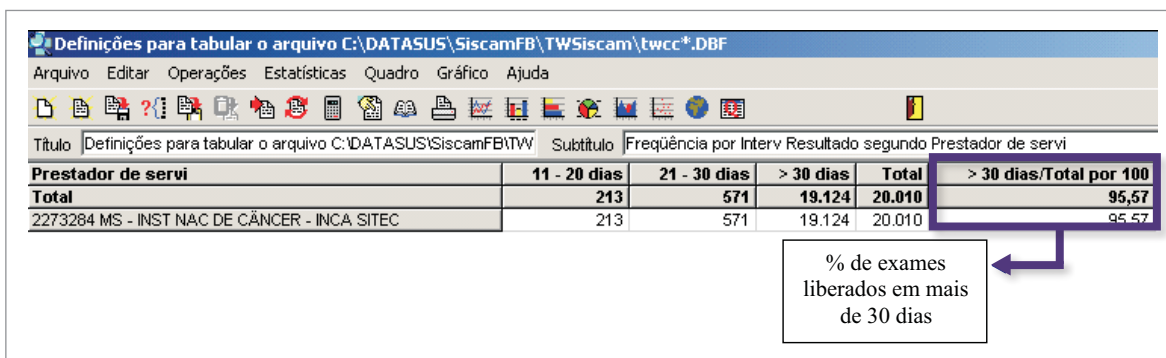 Definições para tabular o arquivo C:\DATASUS\SiscamFB\TWSiscam\twcc*.DBF
Arquivo Editar Operações Estatísticas Quadro Gráfico Ajuda
Título Definições para tabular o arquivo C:\DATASUS\SiscamFB\TW Subtítulo Freqüência por Interv Resultado segundo Prestador de servi
Prestador de servi 11 - 20 dias 21 - 30 dias > 30 dias Total > 30 dias/Total por 100
Total 213 571 19.124 20.010 95,57
2273284 MS - INST NAC DE CÂNCER - INCA SITEC 213 571 19.124 20.010 95,57
% de exames
liberados em mais
de 30 dias